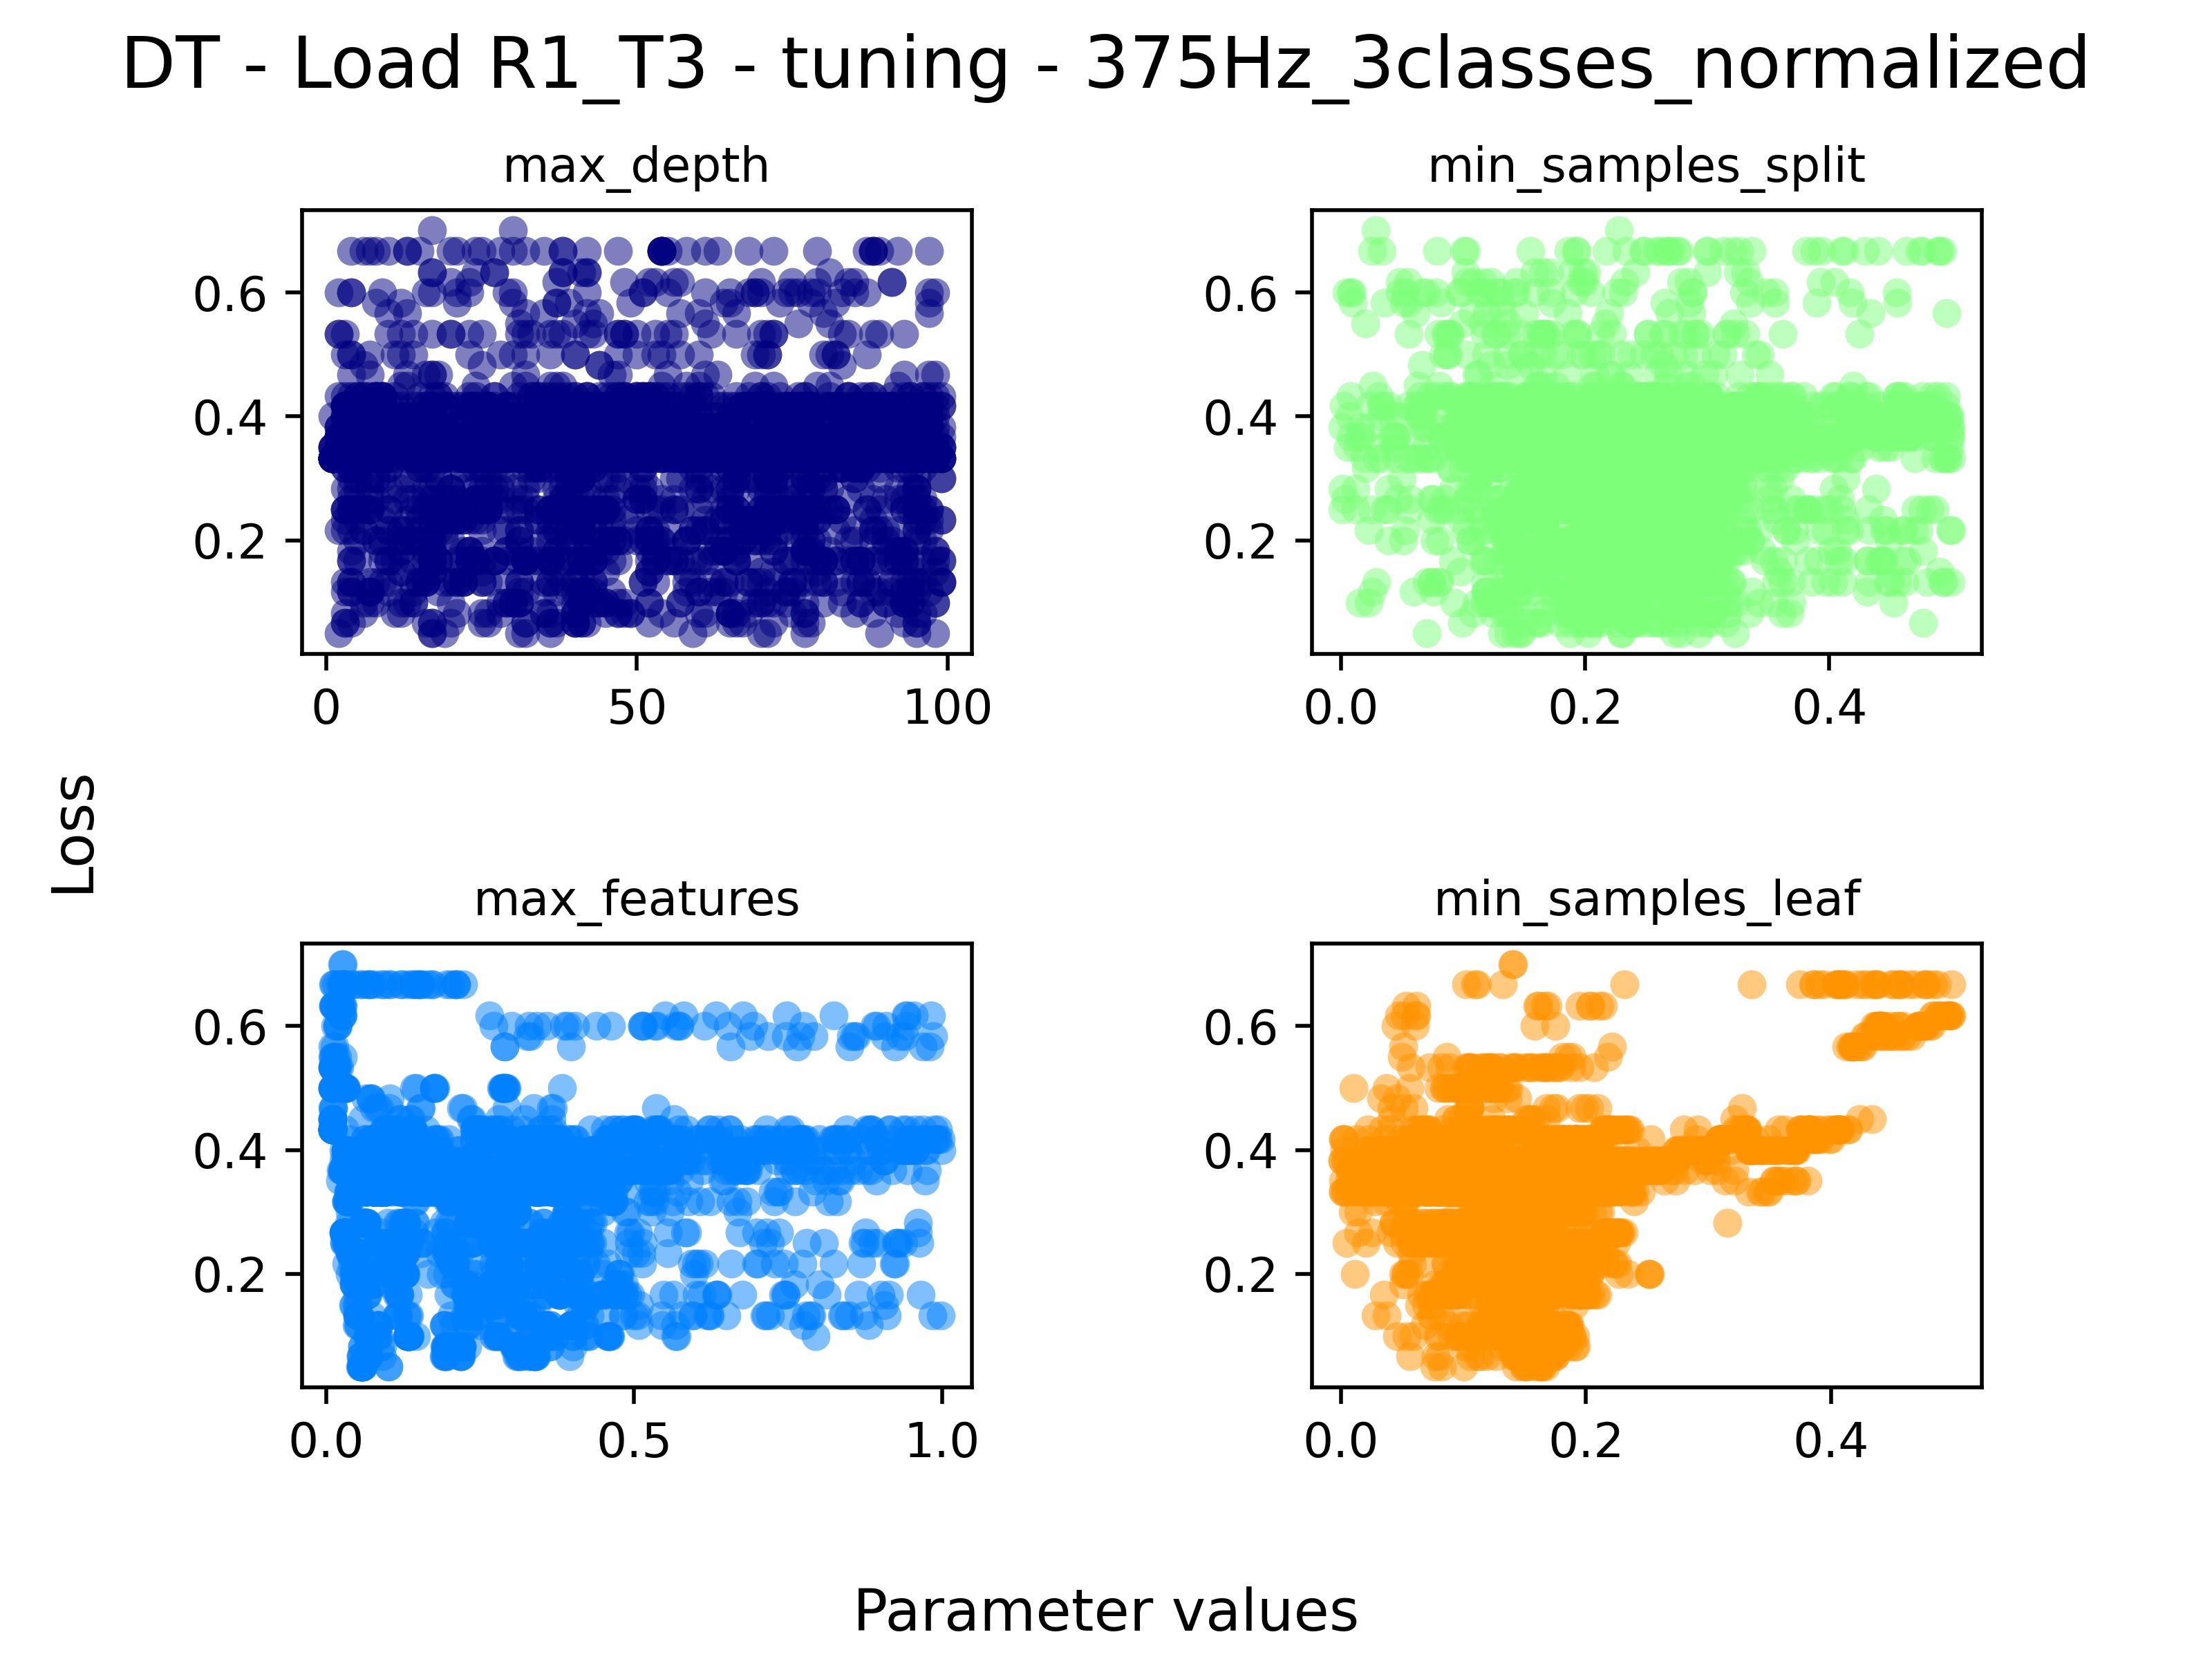 DT - Load R1_T3 - tuning - 375Hz_3classes_normalized
max_depth
0.6
0.4
0.2
0 50 100
min_samples_split
0.6
0.4
0.2
0.0 0.2 0.4
Loss
max_features
0.6
0.4
0.2
0.0 0.5 1.0
min_samples_leaf
0.6
0.4
0.2
0.0 0.2 0.4
Parameter values